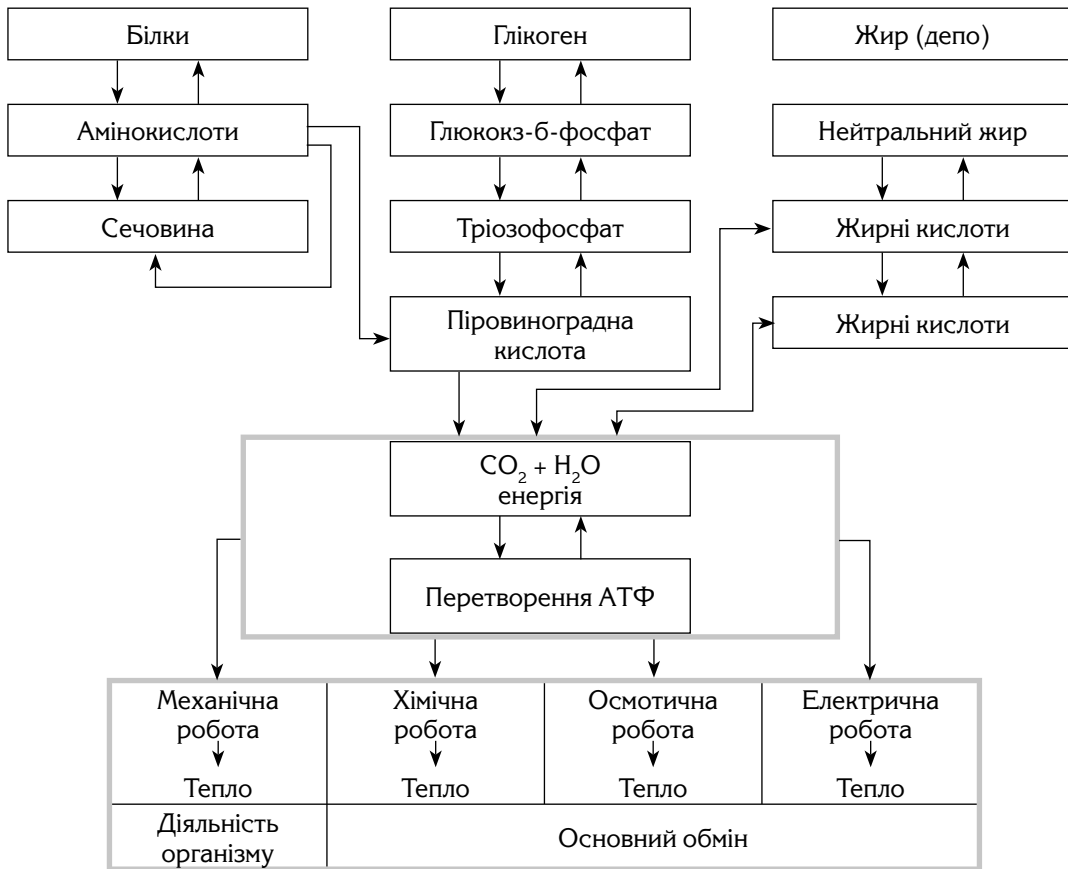 Білки
Глікоген
Жир (депо)
Амінокислоти
Глюкокз-б-фосфат
Нейтральний жир
Сечовина
Тріозофосфат
Жирні кислоти
Піровиноградна
кислота
Жирні кислоти
CO₂ + H₂O
енергія
Перетворення АТФ
Механічна
робота
Тепло
Хімічна
робота
Тепло
Осмотична
робота
Тепло
Електрична
робота
Тепло
Діяльність
організму
Основний обмін